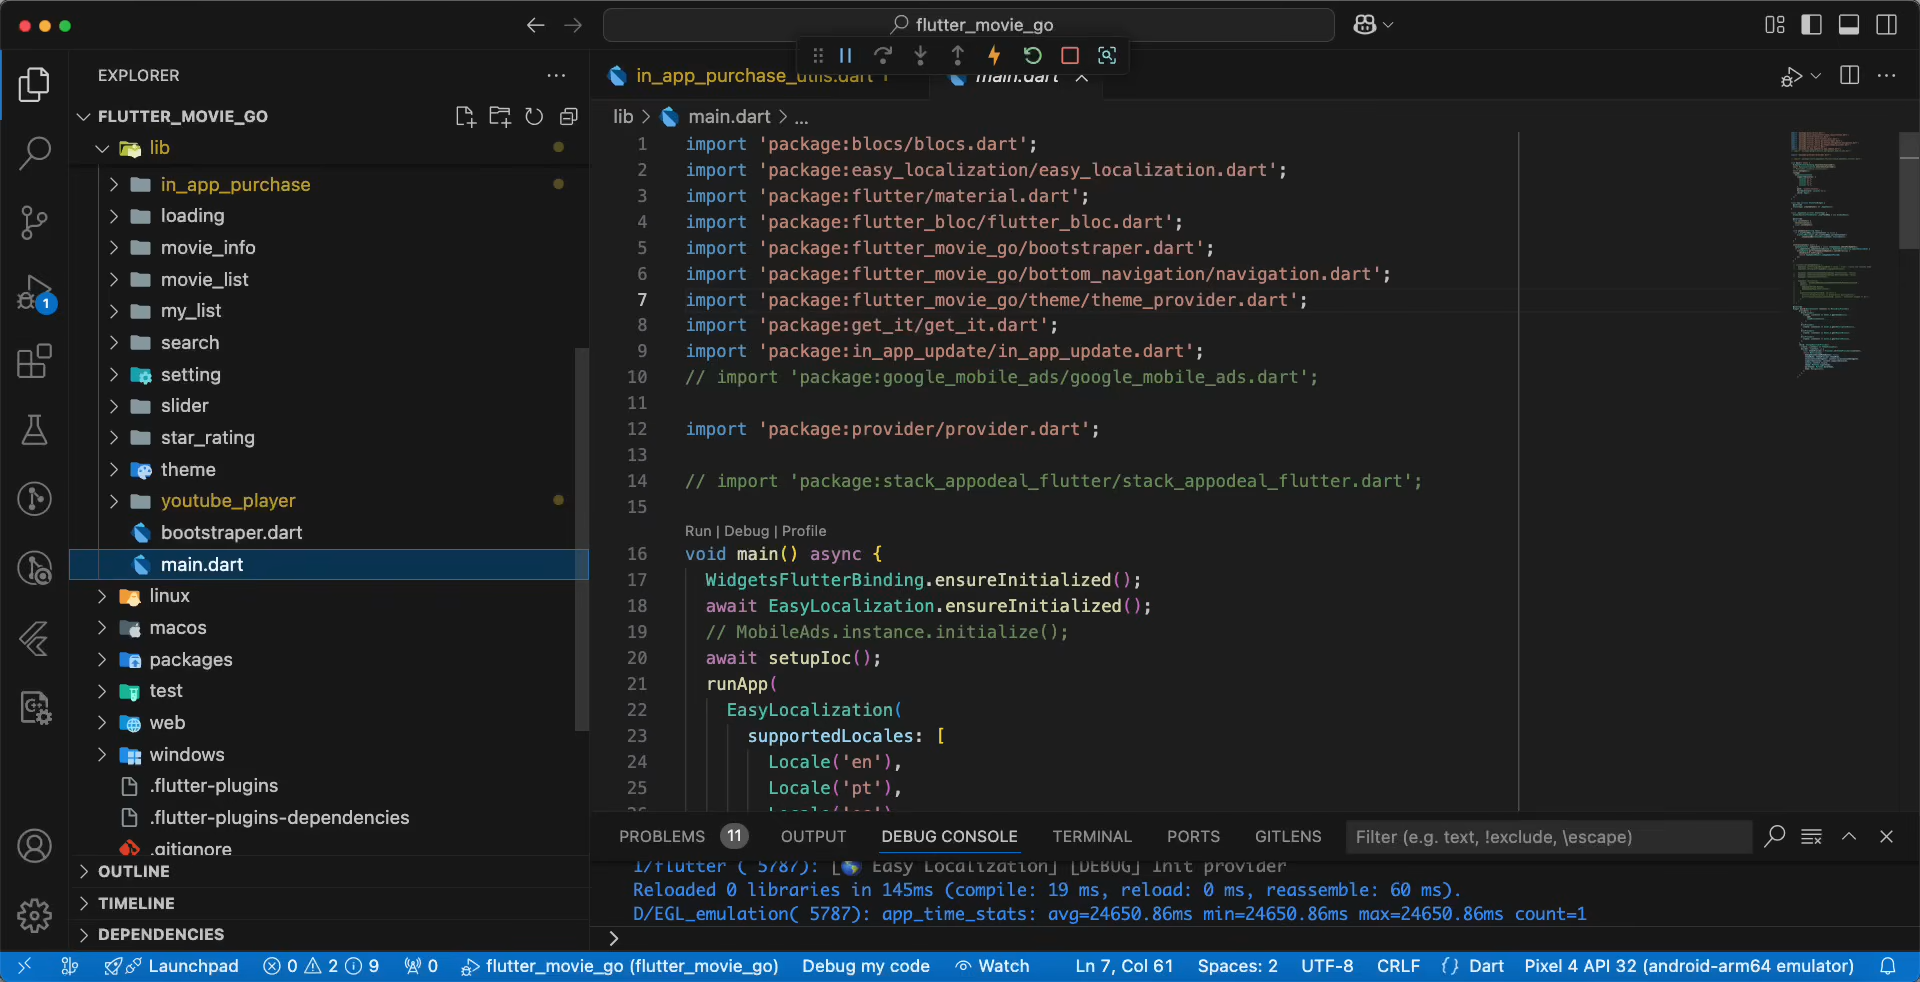 flutter_movie_go
EXPLORER
FLUTTER_MOVIE_GO
lib
in_app_purchase
loading
movie_info
movie_list
my_list
search
setting
slider
star_rating
theme
youtube_player
bootstraper.dart
main.dart
linux
macos
packages
test
web
windows
.flutter-plugins
.flutter-plugins-dependencies
.gitignore
OUTLINE
TIMELINE
DEPENDENCIES
1
in_app_purchase_utils.dart 1
main.dart
lib > main.dart > ...
1 import 'package:blocs/blocs.dart';
2 import 'package:easy_localization/easy_localization.dart';
3 import 'package:flutter/material.dart';
4 import 'package:flutter_bloc/flutter_bloc.dart';
5 import 'package:flutter_movie_go/bootstraper.dart';
6 import 'package:flutter_movie_go/bottom_navigation/navigation.dart';
7 import 'package:flutter_movie_go/theme/theme_provider.dart';
8 import 'package:get_it/get_it.dart';
9 import 'package:in_app_update/in_app_update.dart';
10 // import 'package:google_mobile_ads/google_mobile_ads.dart';
11
12 import 'package:provider/provider.dart';
13
14 // import 'package:stack_appodeal_flutter/stack_appodeal_flutter.dart';
15
Run | Debug | Profile
16 void main() async {
17 WidgetsFlutterBinding.ensureInitialized();
18 await EasyLocalization.ensureInitialized();
19 // MobileAds.instance.initialize();
20 await setupIoc();
21 runApp(
22 EasyLocalization(
23 supportedLocales: [
24 Locale('en'),
25 Locale('pt'),
PROBLEMS 11 OUTPUT DEBUG CONSOLE TERMINAL PORTS GITLENS Filter (e.g. text, !exclude, \escape)
I/flutter ( 5787): [🌎 Easy Localization] [DEBUG] Init provider
Reloaded 0 libraries in 145ms (compile: 19 ms, reload: 0 ms, reassemble: 60 ms).
D/EGL_emulation( 5787): app_time_stats: avg=24650.86ms min=24650.86ms max=24650.86ms count=1
>
Launchpad 0 2 9 0 flutter_movie_go (flutter_movie_go) Debug my code Watch Ln 7, Col 61 Spaces: 2 UTF-8 CRLF {} Dart Pixel 4 API 32 (android-arm64 emulator)